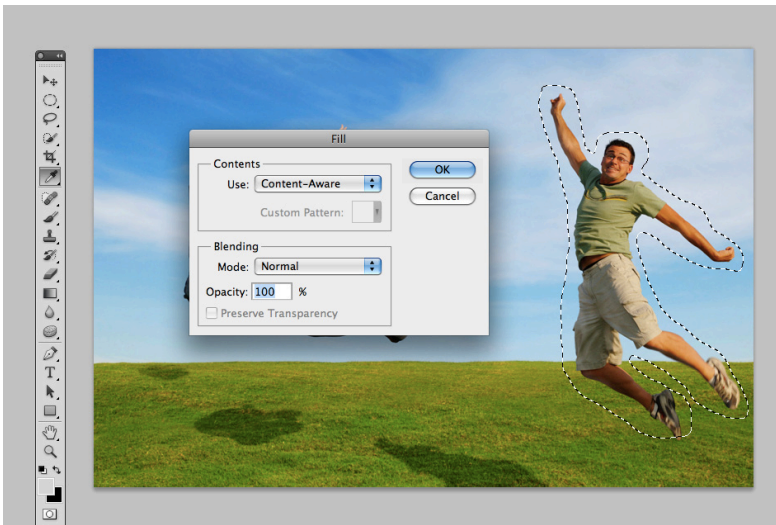 Fill
Contents
Use: Content-Aware
Custom Pattern:
OK
Cancel
Blending
Mode: Normal
Opacity: 100 %
Preserve Transparency